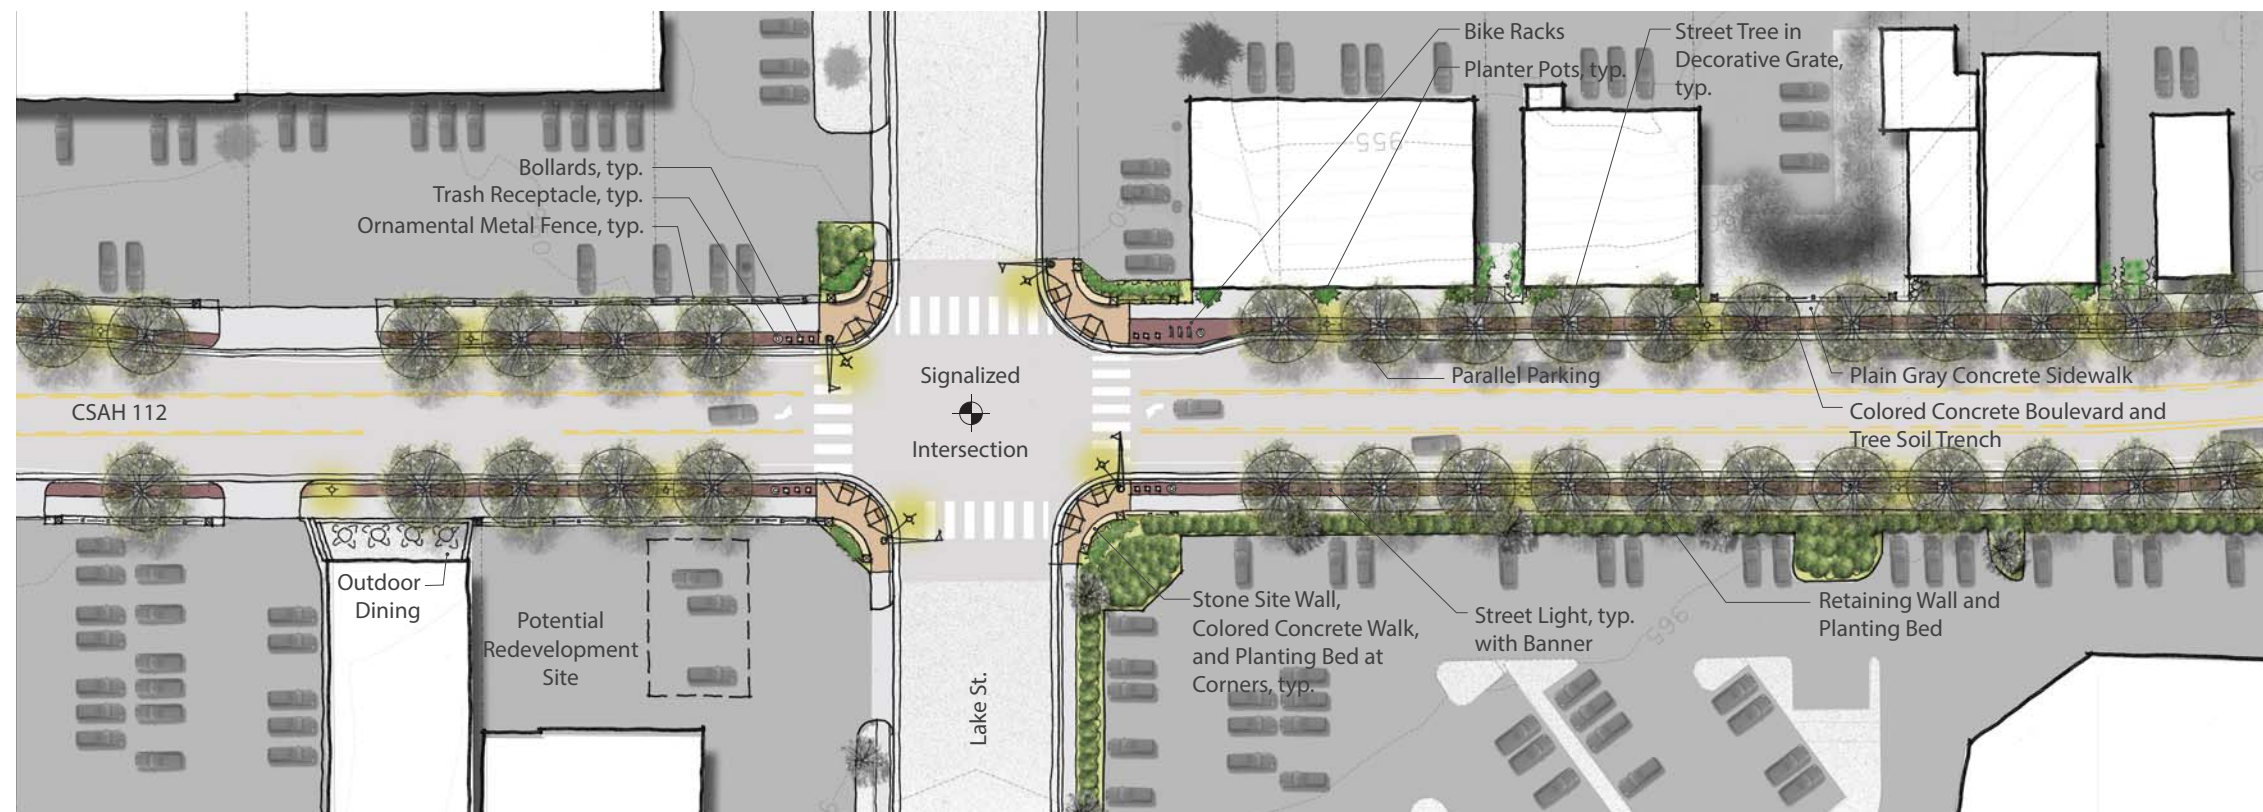 Bike Racks
Planter Pots, typ.
Street Tree in
Decorative Grate,
typ.
955
Bollards, typ.
Trash Receptacle, typ.
Ornamental Metal Fence, typ.
CSAH 112
Signalized
Intersection
Parallel Parking
Plain Gray Concrete Sidewalk
Colored Concrete Boulevard and
Tree Soil Trench
Outdoor
Dining
Potential
Redevelopment
Site
Stone Site Wall,
Colored Concrete Walk,
and Planting Bed at
Corners, typ.
Street Light, typ.
with Banner
Retaining Wall and
Planting Bed
965
Lake St.